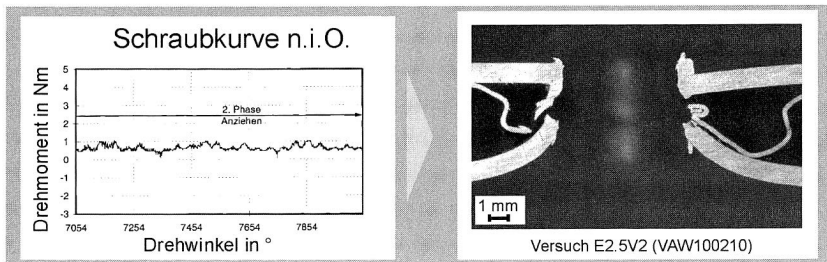 Schraubkurve n.i.O.
Drehmoment in Nm
5
4
3
2
1
0
-1
-2
-3
2. Phase
Anziehen
7054 7254 7454 7654 7854
Drehwinkel in °
1 mm
Versuch E2.5V2 (VAW100210)